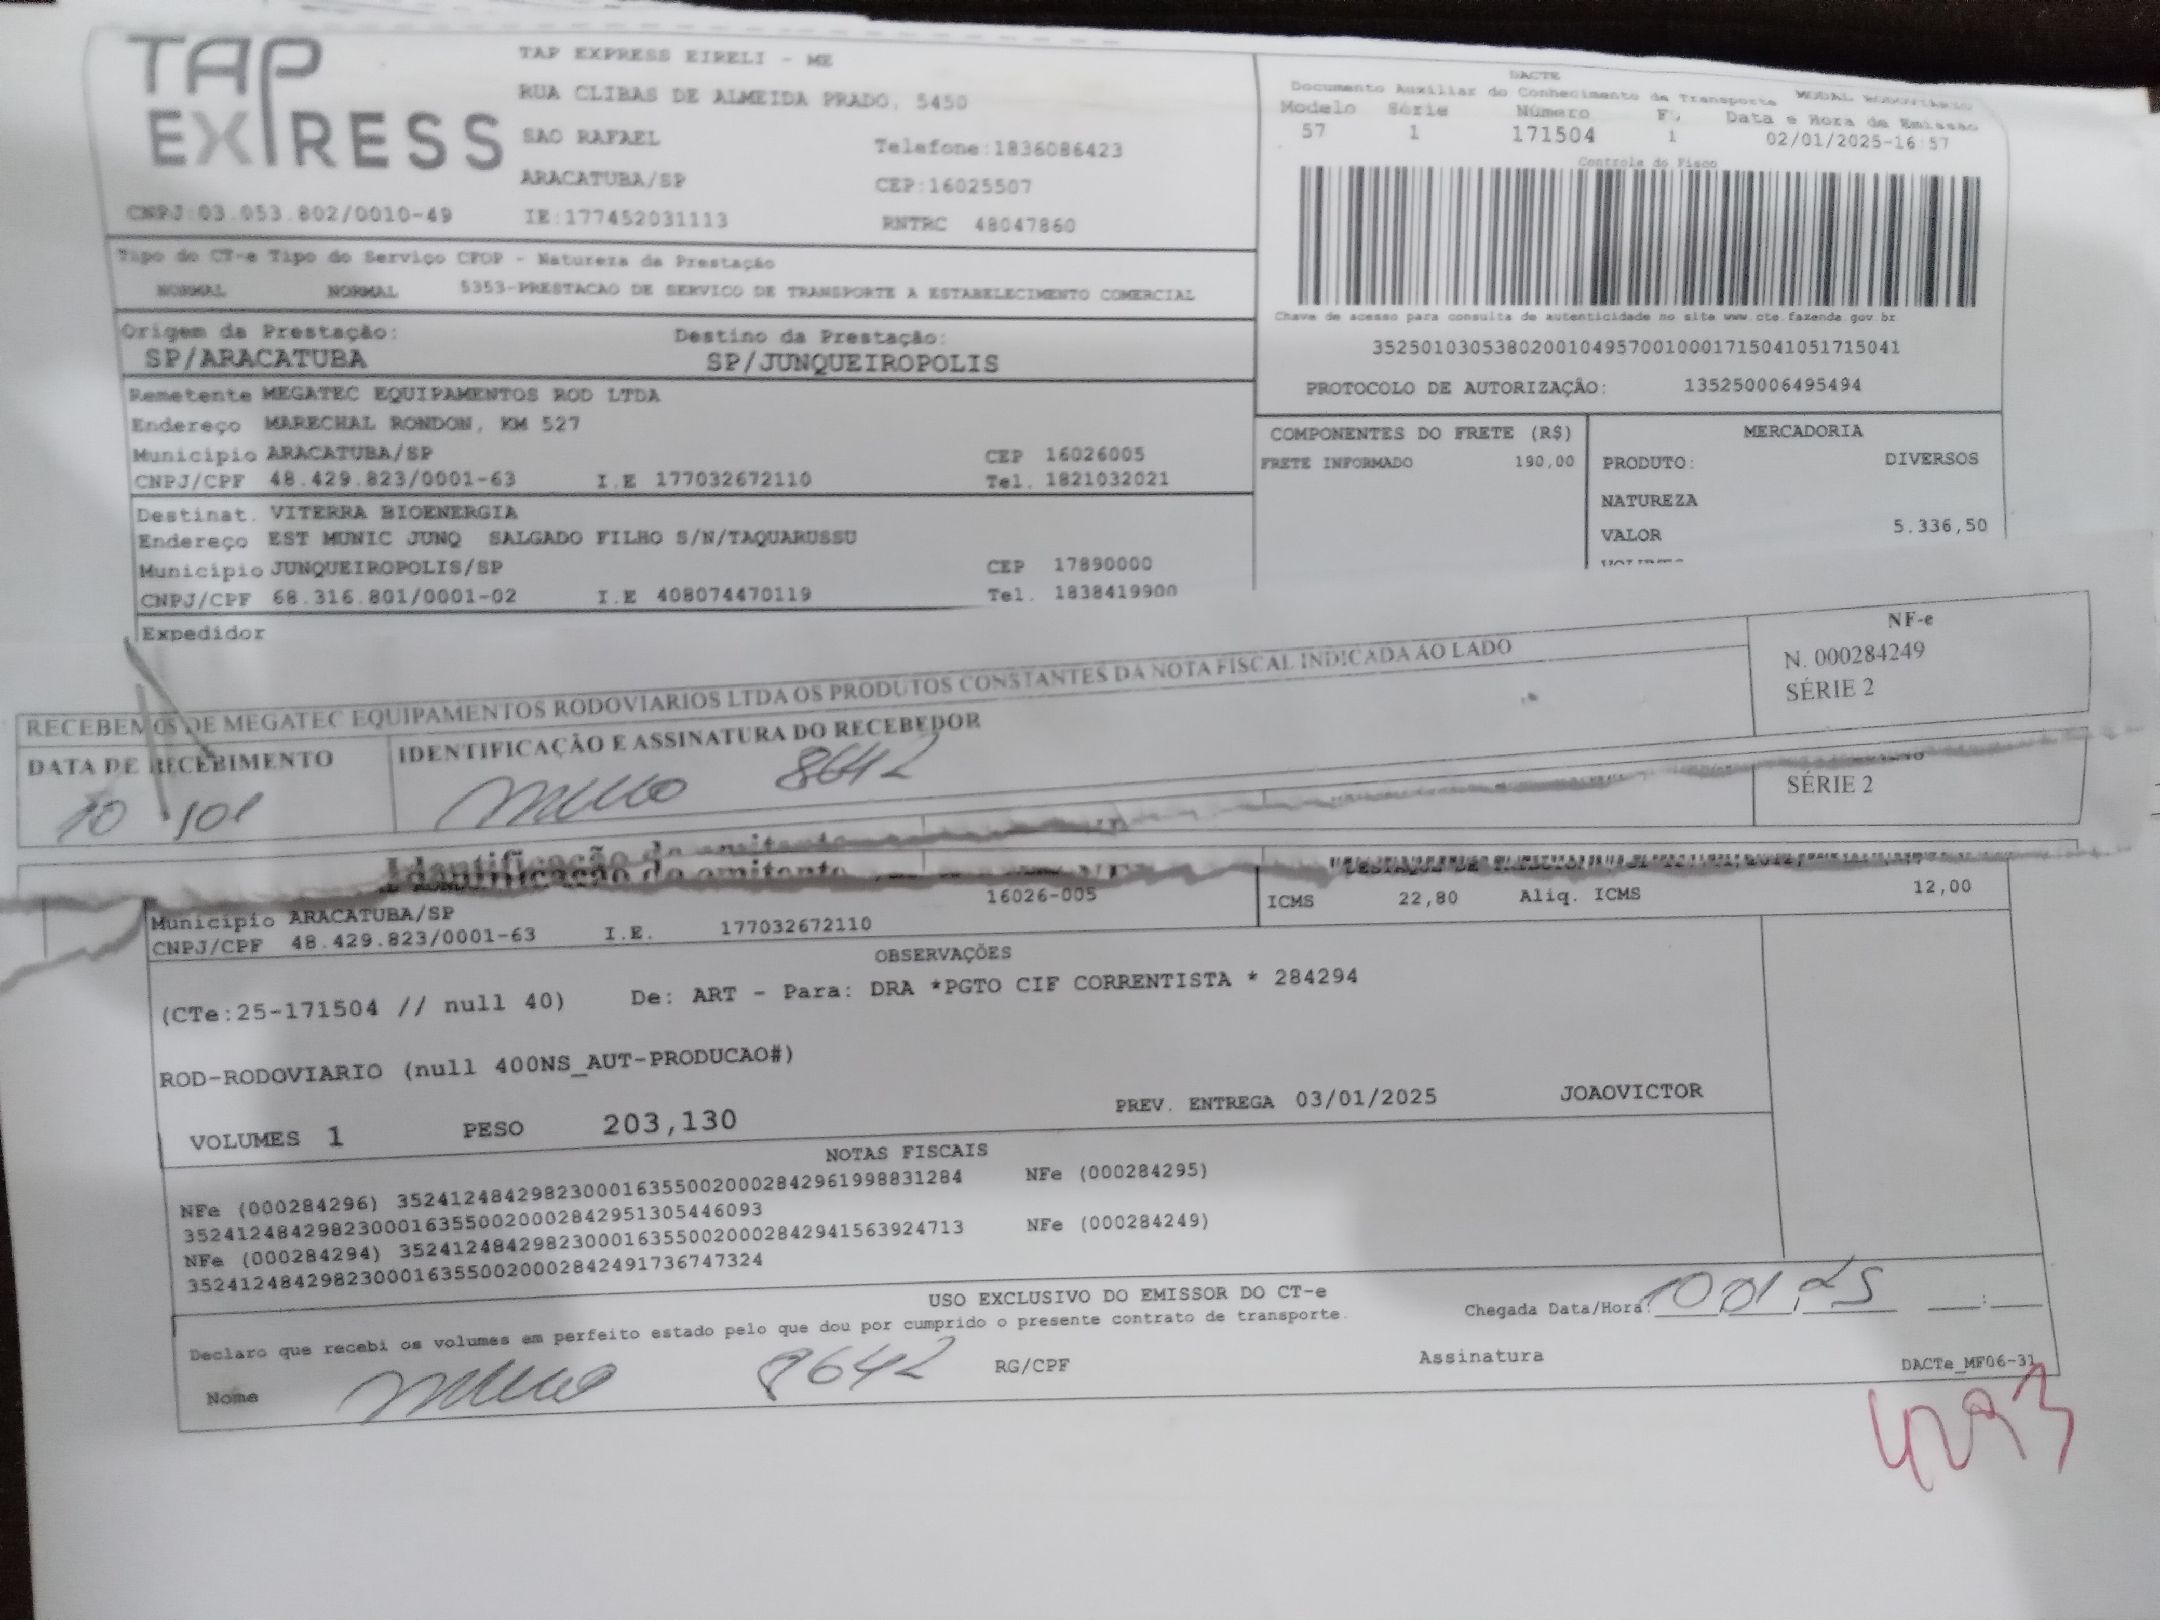 TAP EXPRESS
TAP EXPRESS EIRELI - ME
RUA CLIBAS DE ALMEIDA PRADO, 5450
SAO RAFAEL Telefone:1836086423
ARACATUBA/SP CEP:16025507
CNPJ:03.053.802/0010-49 IE:177452031113 RNTRC 48047860
DACTE
Documento Auxiliar do Conhecimento de Transporte MODAL RODOVIÁRIO
Modelo Série Número Data e Hora de Emissão
57 1 171504 1 02/01/2025-16:57
Controle do Fisco
Chave de acesso para consulta de autenticidade no site www.cte.fazenda.gov.br
35250103053802001049570010001715041051715041
PROTOCOLO DE AUTORIZAÇÃO: 135250006495494
Tipo do CT-e Tipo do Serviço CFOP - Natureza da Prestação
NORMAL NORMAL 5353-PRESTACAO DE SERVICO DE TRANSPORTE A ESTABELECIMENTO COMERCIAL
Origem da Prestação: Destino da Prestação:
SP/ARACATUBA SP/JUNQUEIROPOLIS
Remetente MEGATEC EQUIPAMENTOS ROD LTDA
Endereço MARECHAL RONDON, KM 527
Município ARACATUBA/SP CEP 16026005
CNPJ/CPF 48.429.823/0001-63 I.E 177032672110 Tel. 1821032021
Destinat. VITERRA BIOENERGIA
Endereço EST MUNIC JUNQ SALGADO FILHO S/N/TAQUARUSSU
Município JUNQUEIROPOLIS/SP CEP 17890000
CNPJ/CPF 68.316.801/0001-02 I.E 408074470119 Tel. 1838419900
Expedidor
COMPONENTES DO FRETE (R$) MERCADORIA
FRETE INFORMADO 190,00 PRODUTO: DIVERSOS
NATUREZA
VALOR 5.336,50
RECEBEMOS DE MEGATEC EQUIPAMENTOS RODOVIARIOS LTDA OS PRODUTOS CONSTANTES DA NOTA FISCAL INDICADA AO LADO
NF-e
N. 000284249
SÉRIE 2
DATA DE RECEBIMENTO IDENTIFICAÇÃO E ASSINATURA DO RECEBEDOR
10/01 8642
SÉRIE 2
Identificação do emitente
16026-005
Município ARACATUBA/SP
CNPJ/CPF 48.429.823/0001-63 I.E. 177032672110
ICMS 22,80 Aliq. ICMS 12,00
OBSERVAÇÕES
(CTe:25-171504 // null 40) De: ART - Para: DRA *PGTO CIF CORRENTISTA * 284294
ROD-RODOVIARIO (null 400NS_AUT-PRODUCAO#)
VOLUMES 1 PESO 203,130 PREV. ENTREGA 03/01/2025 JOAOVICTOR
NOTAS FISCAIS
NFe (000284296) 35241248429823000163550020002842961998831284 NFe (000284295)
35241248429823000163550020002842951305446093
NFe (000284294) 35241248429823000163550020002842941563924713 NFe (000284249)
35241248429823000163550020002842491736747324
USO EXCLUSIVO DO EMISSOR DO CT-e
Declaro que recebi os volumes em perfeito estado pelo que dou por cumprido o presente contrato de transporte.
Chegada Data/Hora: 10 01 25
Nome 8642 RG/CPF Assinatura DACTe_MF06-31